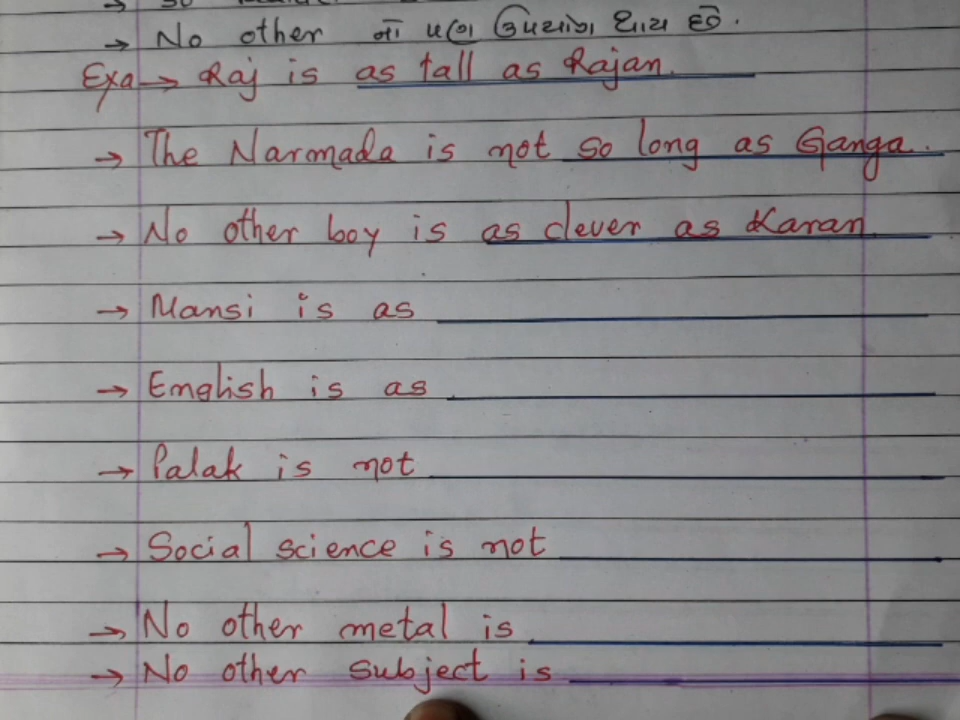 → No other નો પણ ઉપયોગ થાય છે.
Exa → Raj is as tall as Rajan.
→ The Narmada is not so long as Ganga.
→ No other boy is as clever as Karan
→ Mansi is as
→ English is as
→ Palak is not
→ Social science is not
→ No other metal is
→ No other subject is